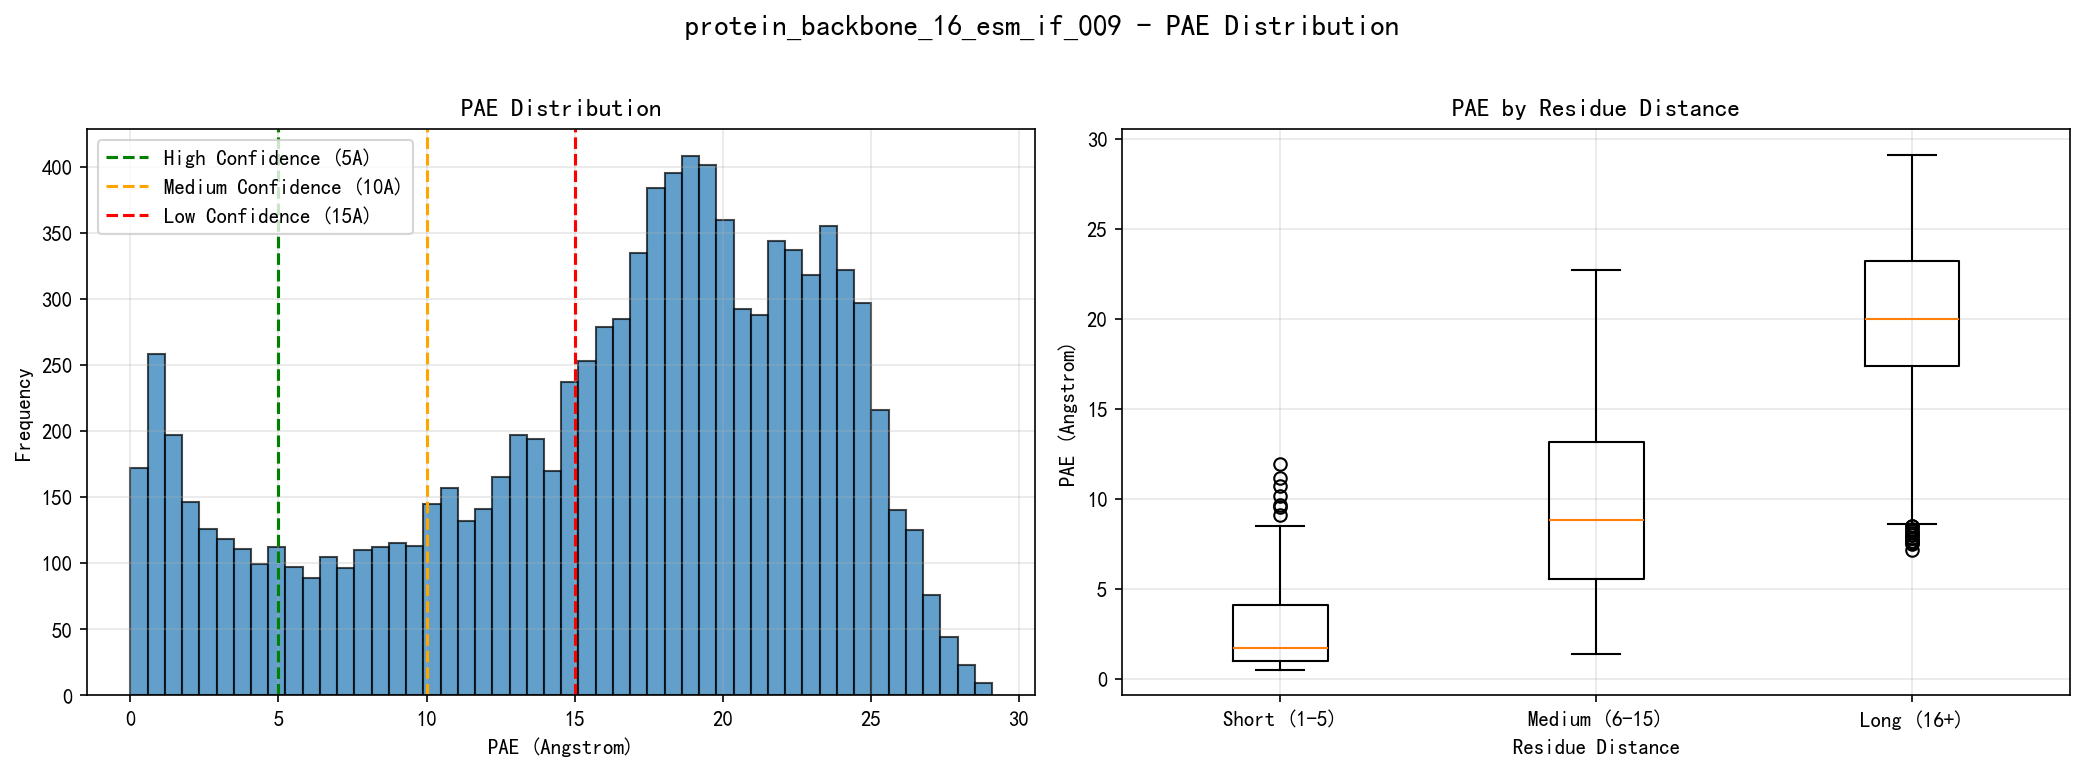 protein_backbone_16_esm_if_009 - PAE Distribution
PAE Distribution
High Confidence (5A)
Medium Confidence (10A)
Low Confidence (15A)
400
350
300
250
200
150
100
50
0
Frequency
0 5 10 15 20 25 30
PAE (Angstrom)
PAE by Residue Distance
30
25
20
15
10
5
0
PAE (Angstrom)
Short (1-5) Medium (6-15) Long (16+)
Residue Distance